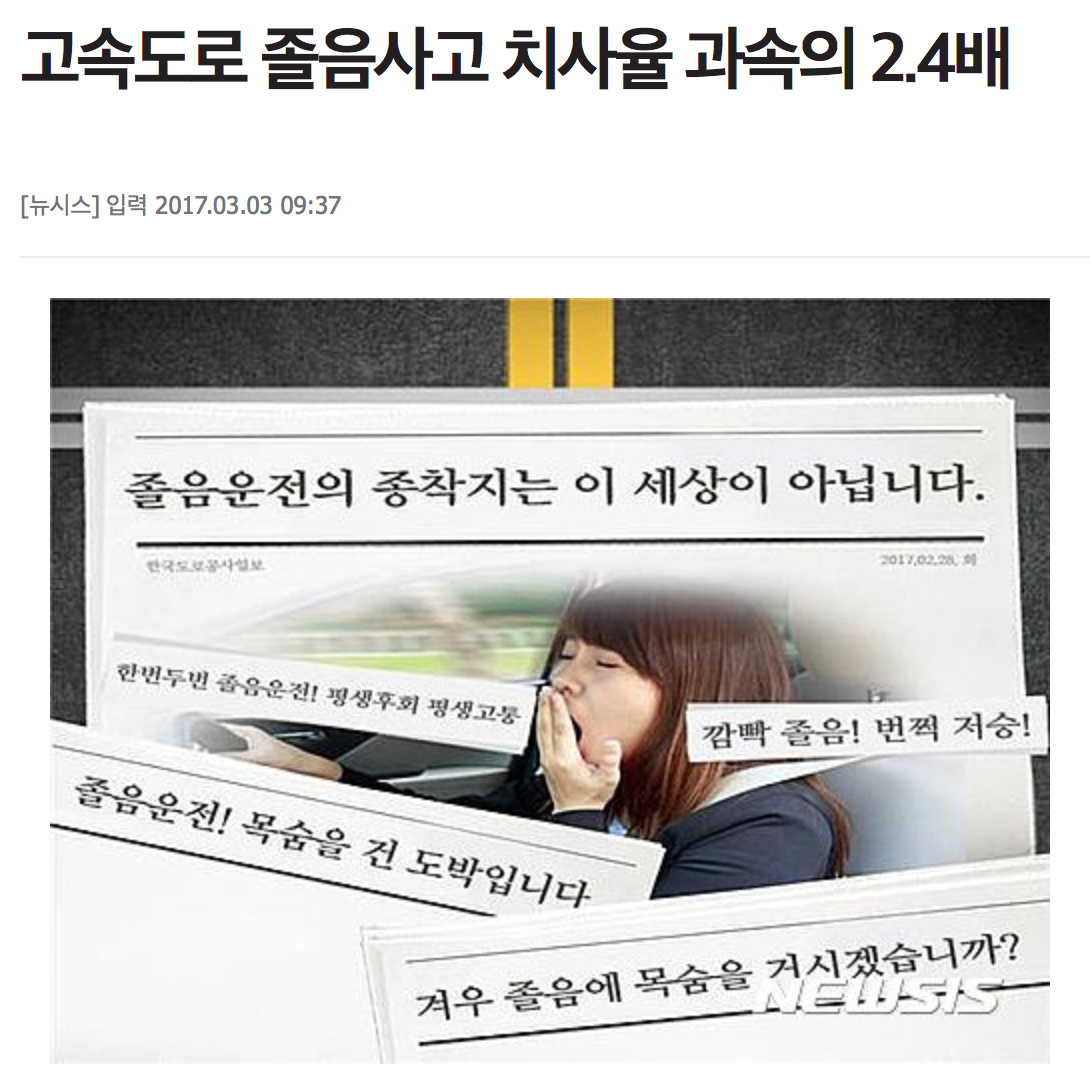 고속도로 졸음사고 치사율 과속의 2.4배
[뉴시스] 입력 2017.03.03 09:37
졸음운전의 종착지는 이 세상이 아닙니다.
한국도로공사일보
2017.02.28. 화
한번두번 졸음운전! 평생후회 평생고통
깜빡 졸음! 번쩍 저승!
졸음운전! 목숨을 건 도박입니다
겨우 졸음에 목숨을 거시겠습니까?
NEWSIS